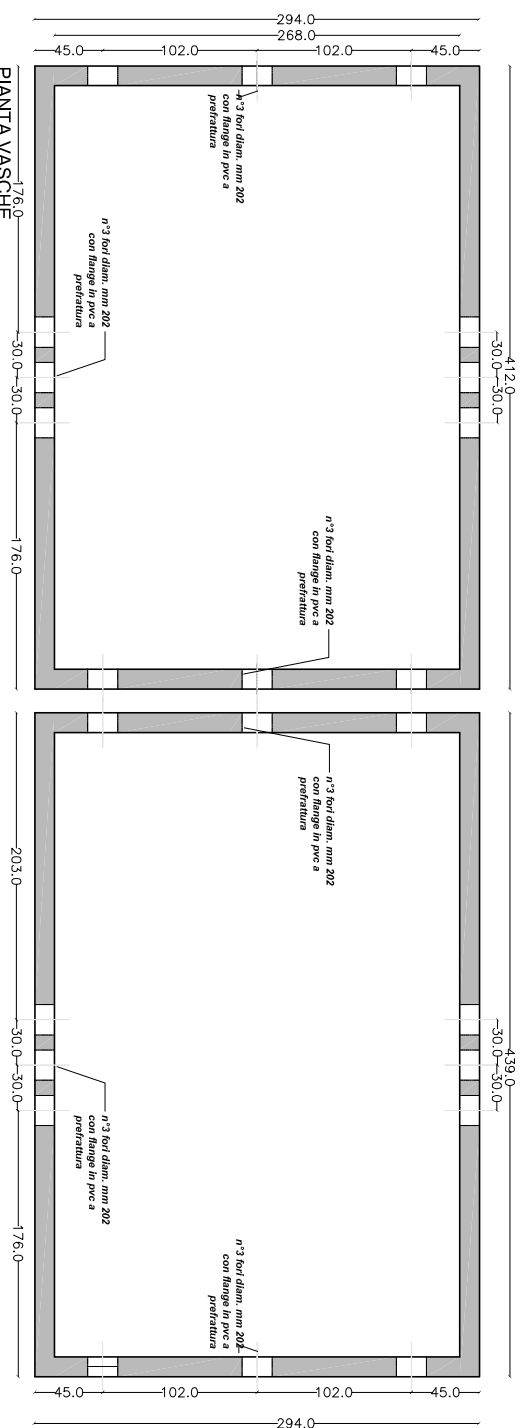 294.0
268.0
45.0
102.0
102.0
45.0
n°3 fori diam. mm 202
con flange in pvc a
prefrattura
PIANTA VASCHE
176.0
n°3 fori diam. mm 202
con flange in pvc a
prefrattura
30.0
30.0
412.0
30.0
30.0
176.0
n°3 fori diam. mm 202
con flange in pvc a
prefrattura
n°3 fori diam. mm 202
con flange in pvc a
prefrattura
203.0
30.0
30.0
439.0
30.0
30.0
n°3 fori diam. mm 202
con flange in pvc a
prefrattura
176.0
n°3 fori diam. mm 202
con flange in pvc a
prefrattura
45.0
102.0
102.0
45.0
294.0